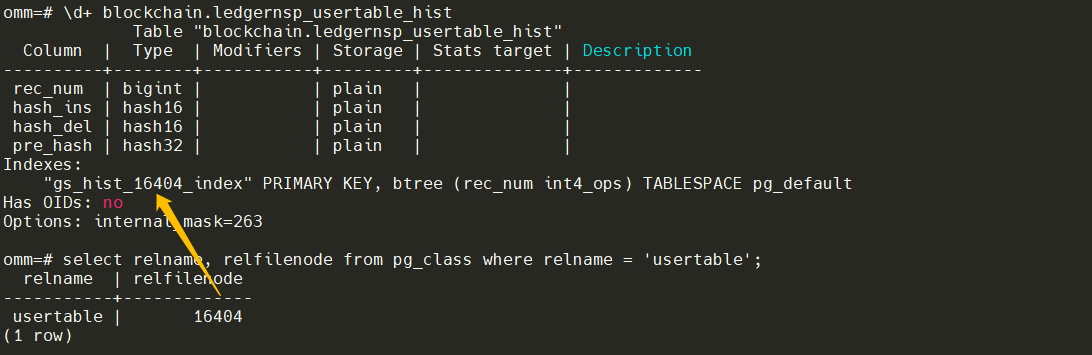 omm=# \d+ blockchain.ledgernsp_usertable_hist
             Table "blockchain.ledgernsp_usertable_hist"
  Column  |  Type  | Modifiers | Storage | Stats target | Description
----------+--------+-----------+---------+--------------+-------------
 rec_num  | bigint |           | plain   |              |
 hash_ins | hash16 |           | plain   |              |
 hash_del | hash16 |           | plain   |              |
 pre_hash | hash32 |           | plain   |              |
Indexes:
    "gs_hist_16404_index" PRIMARY KEY, btree (rec_num int4_ops) TABLESPACE pg_default
Has OIDs: no
Options: internal_mask=263

omm=# select relname, relfilenode from pg_class where relname = 'usertable';
  relname  | relfilenode
-----------+-------------
 usertable |       16404
(1 row)